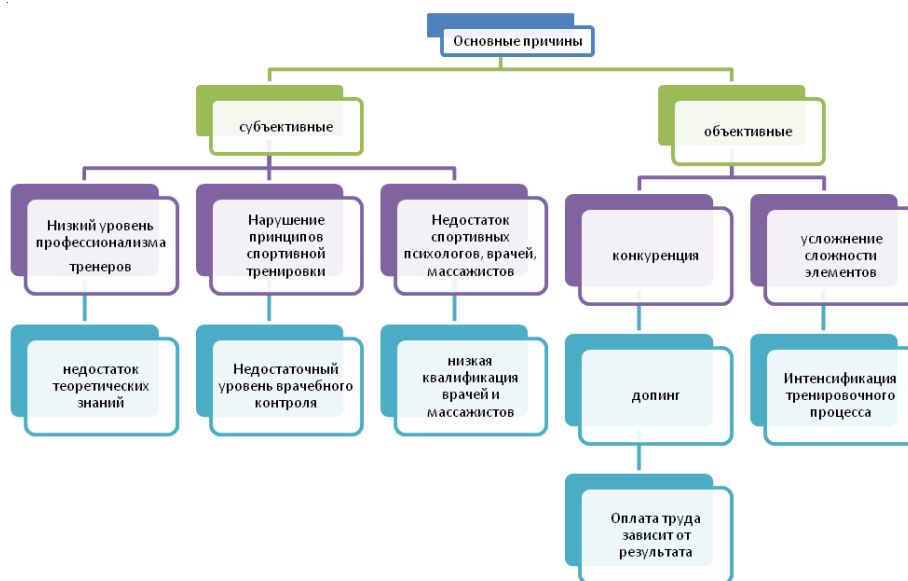 Основные причины
субъективные
объективные
Низкий уровень
профессионализма
тренеров
Нарушение
принципов
спортивной
тренировки
Недостаток
спортивных
психологов, врачей,
массажистов
конкуренция
усложнение
сложности
элементов
недостаток
теоретических
знаний
Недостаточный
уровень врачебного
контроля
низкая
квалификация
врачей и
массажистов
допинг
Интенсификация
тренировочного
процесса
Оплата труда
зависит от
результата